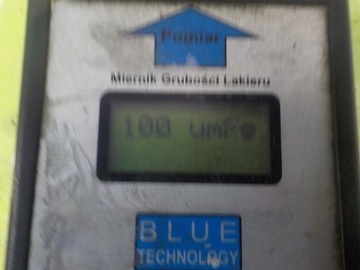 Pomiar
Miernik Grubości Lakieru
100 umFe
BLUE
TECHNOLOGY